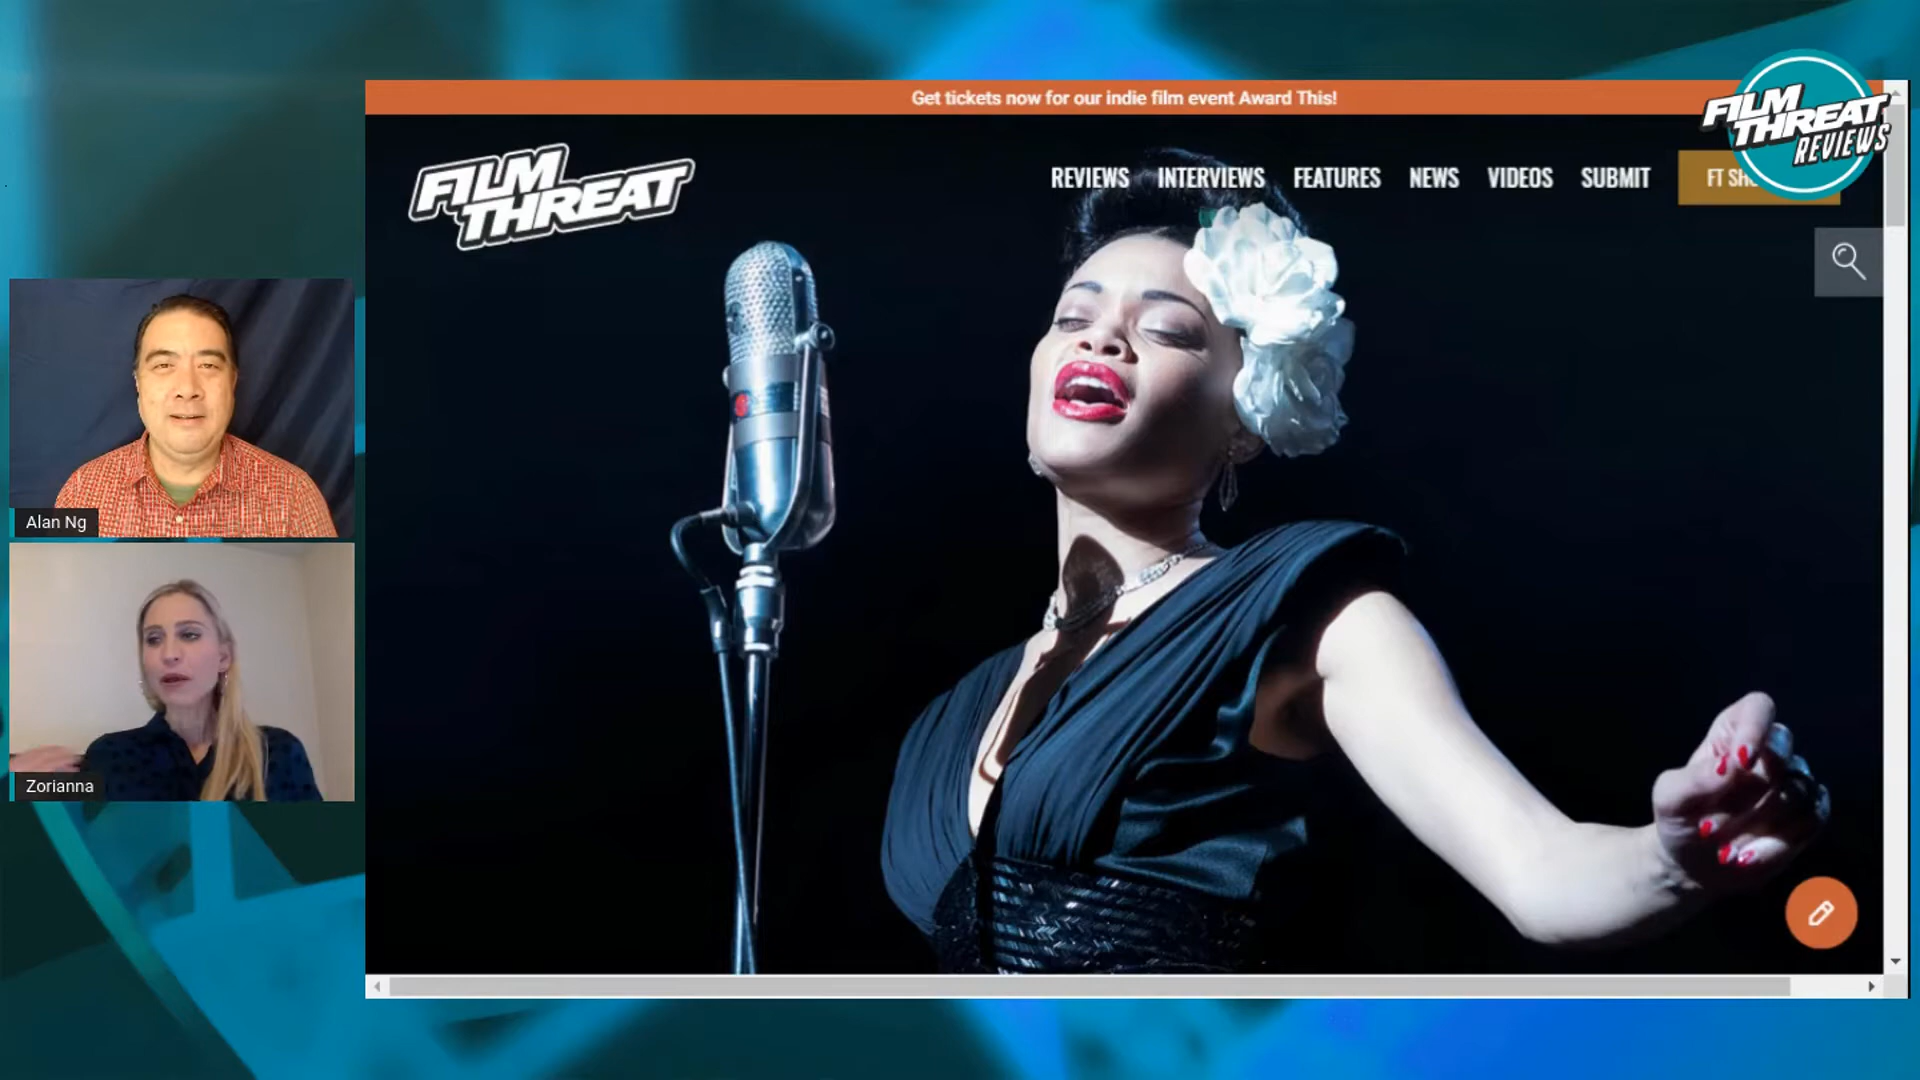 Get tickets now for our indie film event Award This!
FILM
THREAT
REVIEWS
FILM
THREAT
REVIEWS INTERVIEWS FEATURES NEWS VIDEOS SUBMIT FT
Alan Ng
Zorianna